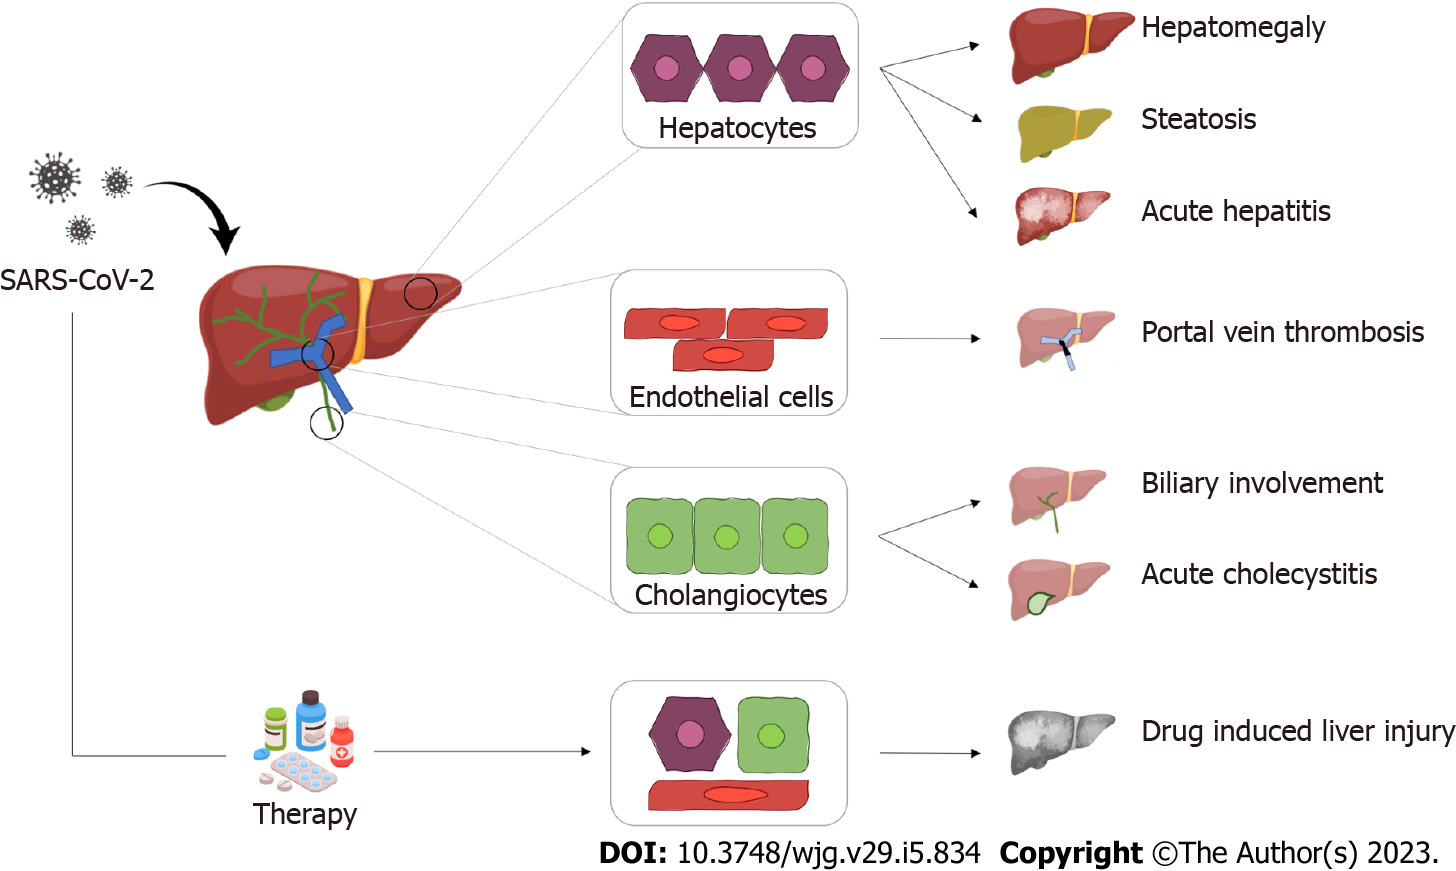 Hepatomegaly
Hepatocytes
Steatosis
Acute hepatitis
SARS-CoV-2
Endothelial cells
Portal vein thrombosis
Cholangiocytes
Biliary involvement
Acute cholecystitis
Therapy
Drug induced liver injury
DOI: 10.3748/wjg.v29.i5.834 Copyright ©The Author(s) 2023.